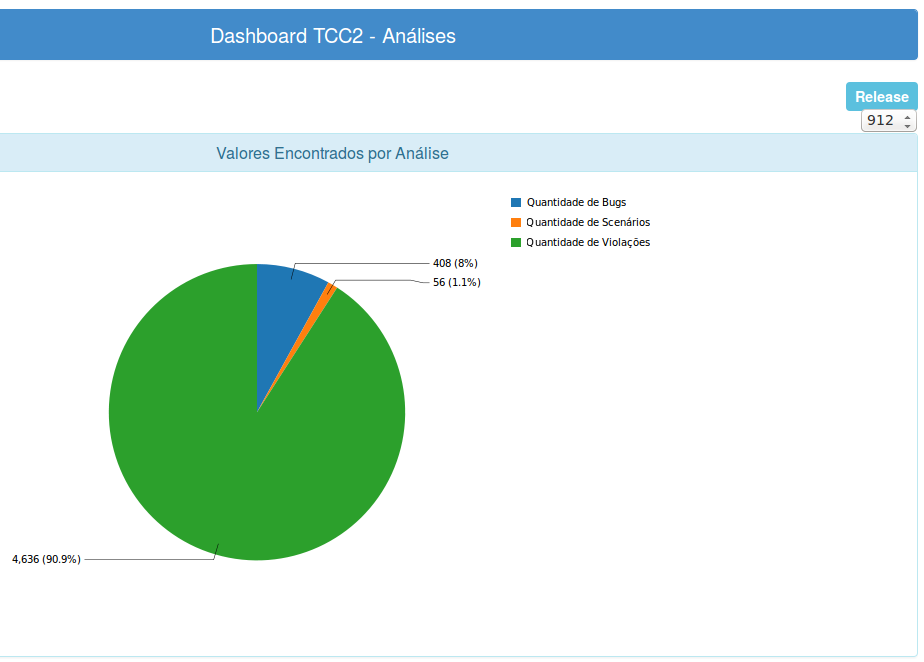 Dashboard TCC2 - Análises
Release
912
Valores Encontrados por Análise
Quantidade de Bugs
Quantidade de Scenários
Quantidade de Violações
408 (8%)
56 (1.1%)
4,636 (90.9%)